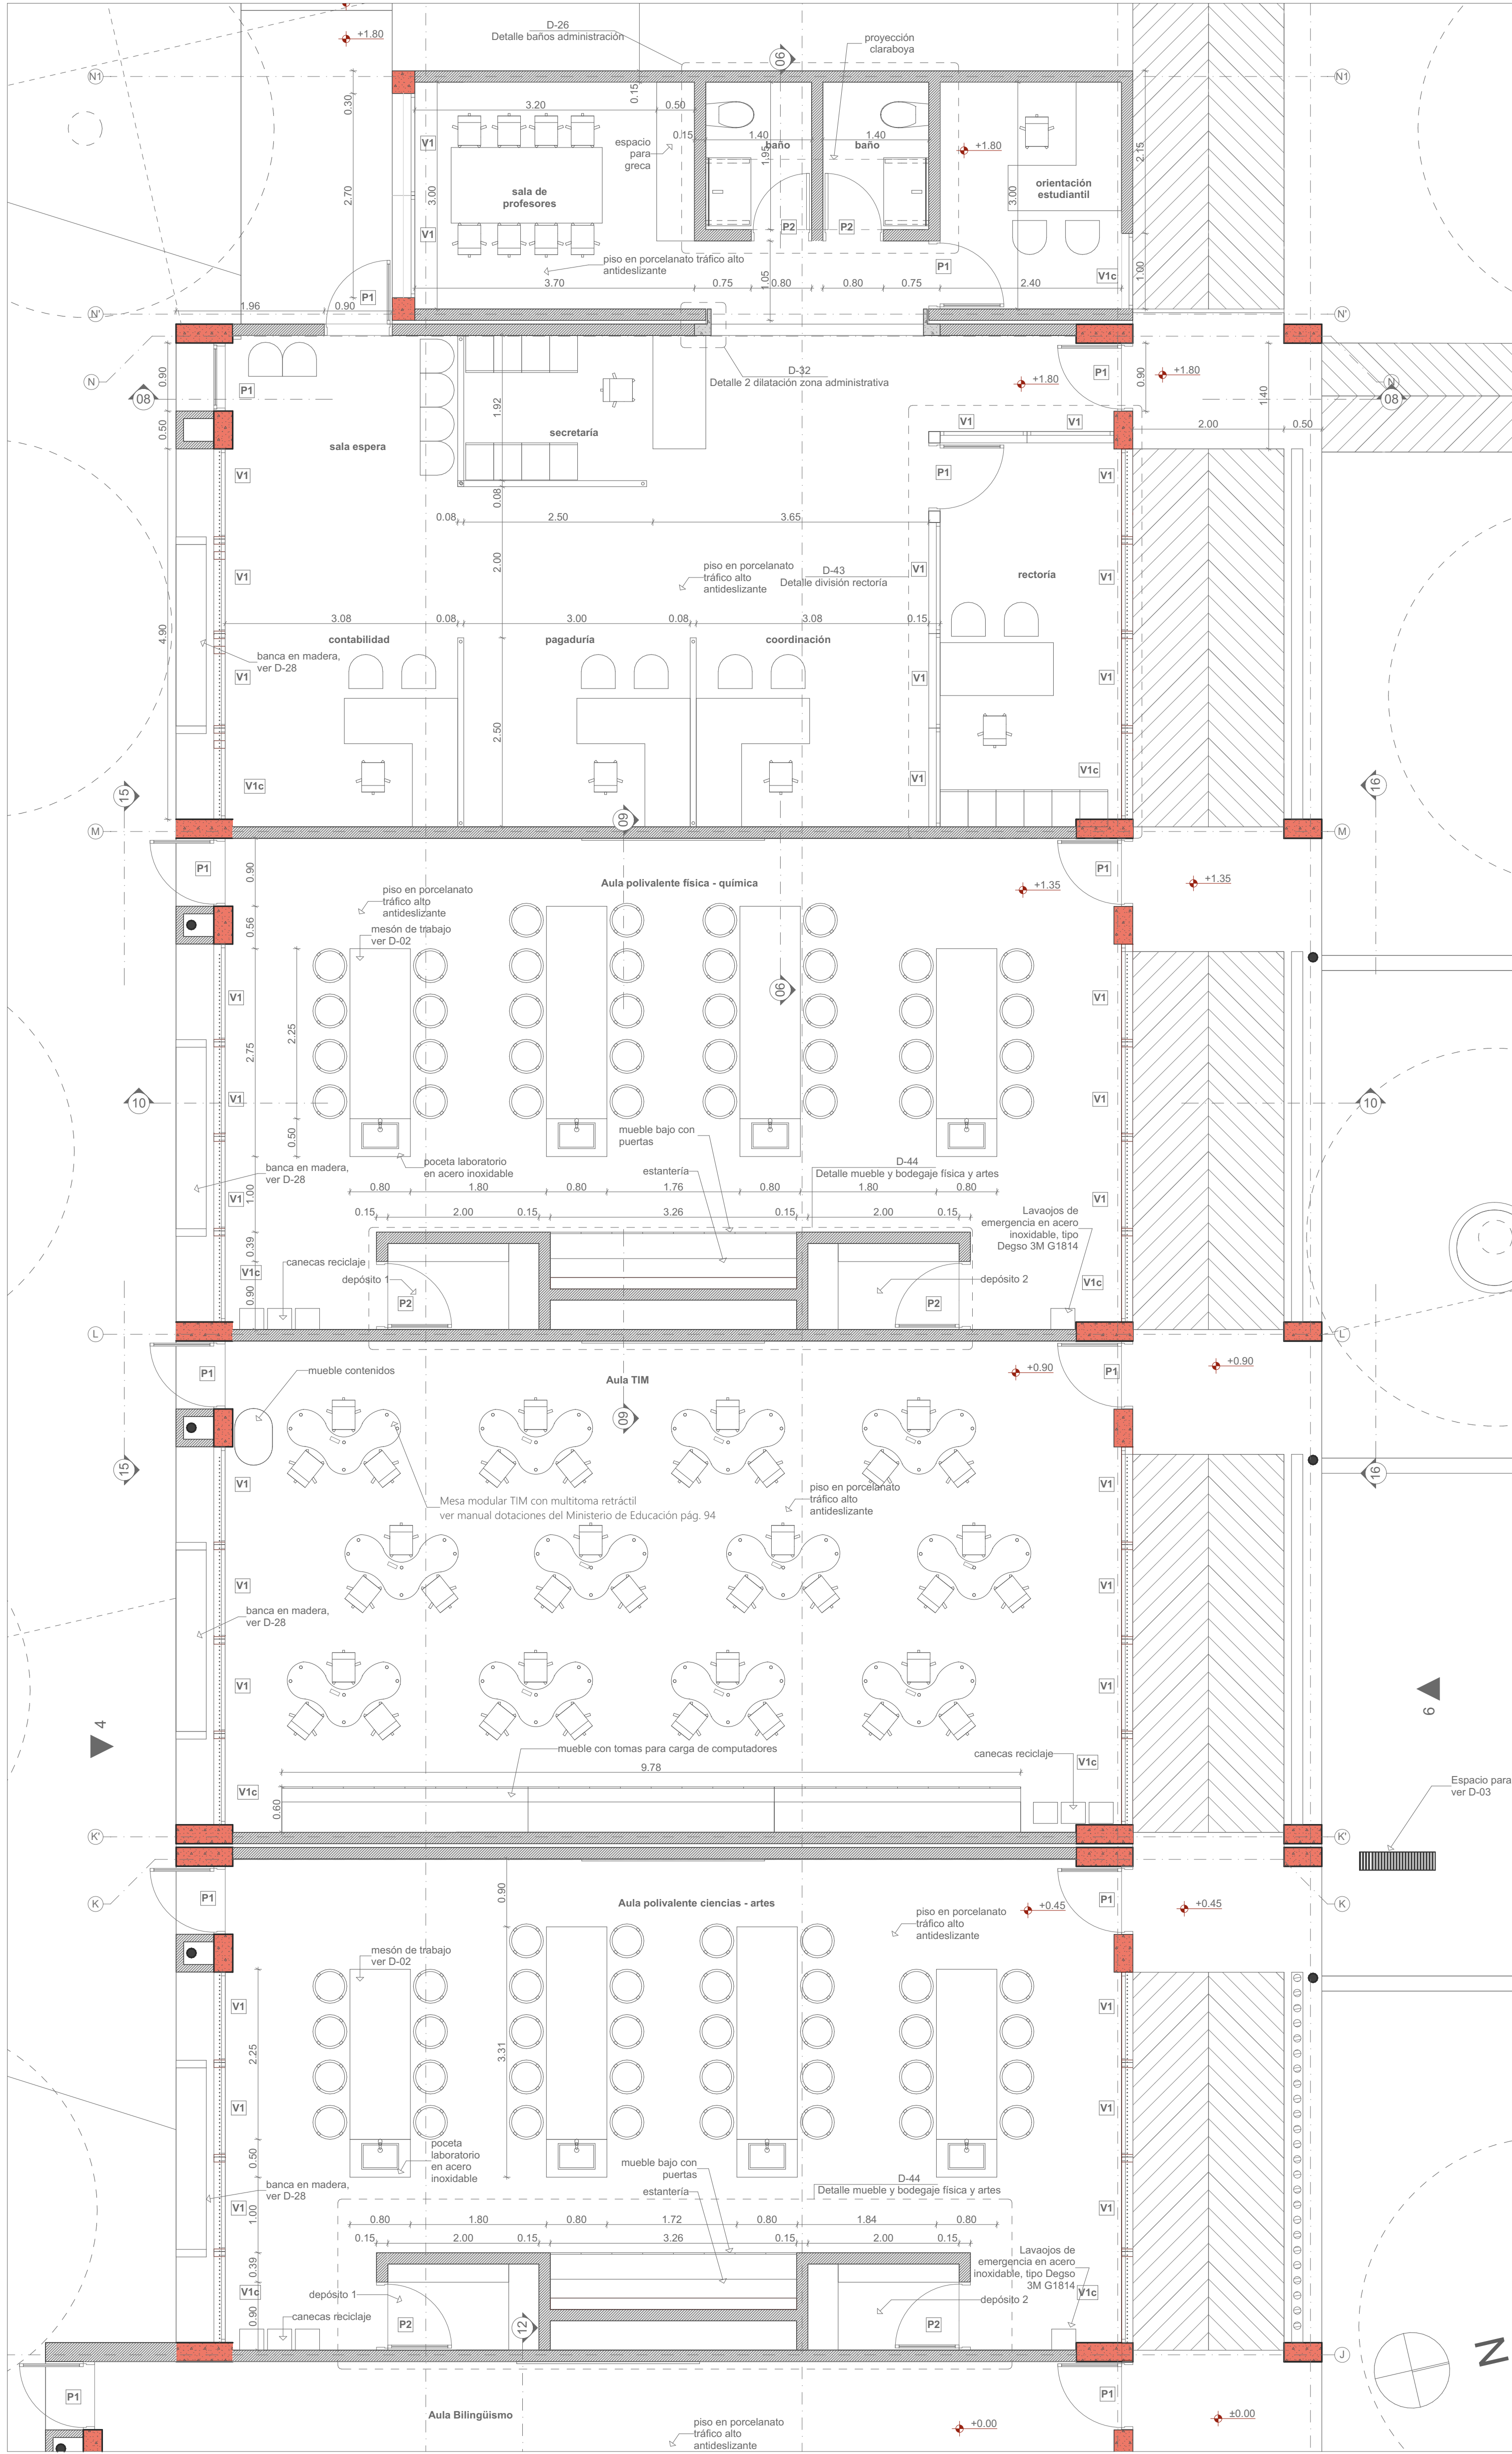 D-26
Detalle baños administración
+1.80
06
proyección
claraboya
N1
N1
0.30
0.15
3.20
0.50
V1
espacio
para
greca
0.15
1.40
1.40
baño
baño
1.95
+1.80
2.15
2.70
3.00
sala de
profesores
3.00
orientación
estudiantil
V1
P2
P2
piso en porcelanato tráfico alto
antideslizante
P1
V1c
1.00
P1
3.70
0.75
0.80
1.05
0.80
0.75
2.40
1.96
0.90
N'
N'
N
N
0.90
P1
D-32
Detalle 2 dilatación zona administrativa
+1.80
P1
0.90
+1.80
1.40
08
08
0.50
1.92
sala espera
secretaría
V1
V1
2.00
0.50
V1
P1
V1
0.08
0.08
2.50
3.65
2.00
V1
piso en porcelanato
tráfico alto
antideslizante
D-43
Detalle división rectoría
V1
rectoría
V1
4.90
3.08
0.08
3.00
0.08
3.08
0.15
contabilidad
pagaduría
coordinación
banca en madera,
ver D-28
V1
V1
V1
2.50
V1c
V1
V1c
15
16
09
M
M
P1
0.90
Aula polivalente física - química
P1
+1.35
+1.35
piso en porcelanato
tráfico alto
antideslizante
0.56
mesón de trabajo
ver D-02
06
V1
V1
2.25
2.75
10
V1
V1
10
0.50
mueble bajo con
puertas
poceta laboratorio
en acero inoxidable
estantería
D-44
Detalle mueble y bodegaje física y artes
banca en madera,
ver D-28
V1
1.00
0.80
1.80
0.80
1.76
0.80
1.80
0.80
V1
0.15
2.00
0.15
3.26
0.15
2.00
0.15
Lavaojos de
emergencia en acero
inoxidable, tipo
Degso 3M G1814
0.39
V1c
canecas reciclaje
depósito 1
depósito 2
V1c
0.90
P2
P2
L
L
P1
mueble contenidos
Aula TIM
+0.90
P1
+0.90
09
15
16
V1
V1
Mesa modular TIM con multitoma retráctil
ver manual dotaciones del Ministerio de Educación pág. 94
piso en porcelanato
tráfico alto
antideslizante
V1
V1
banca en madera,
ver D-28
V1
V1
4
6
mueble con tomas para carga de computadores
canecas reciclaje
V1c
9.78
V1c
0.60
Espacio para
ver D-03
K'
K'
K
K
P1
0.90
Aula polivalente ciencias - artes
piso en porcelanato
tráfico alto
antideslizante
+0.45
P1
+0.45
mesón de trabajo
ver D-02
V1
V1
2.25
3.31
V1
V1
0.50
poceta
laboratorio
en acero
inoxidable
mueble bajo con
puertas
estantería
D-44
Detalle mueble y bodegaje física y artes
banca en madera,
ver D-28
V1
1.00
0.80
1.80
0.80
1.72
0.80
1.84
0.80
V1
0.15
2.00
0.15
3.26
0.15
2.00
0.15
Lavaojos de
emergencia en acero
inoxidable, tipo Degso
3M G1814
0.39
V1c
depósito 1
canecas reciclaje
depósito 2
V1c
0.90
P2
12
P2
J
N
P1
P1
Aula Bilingüismo
piso en porcelanato
tráfico alto
antideslizante
+0.00
±0.00